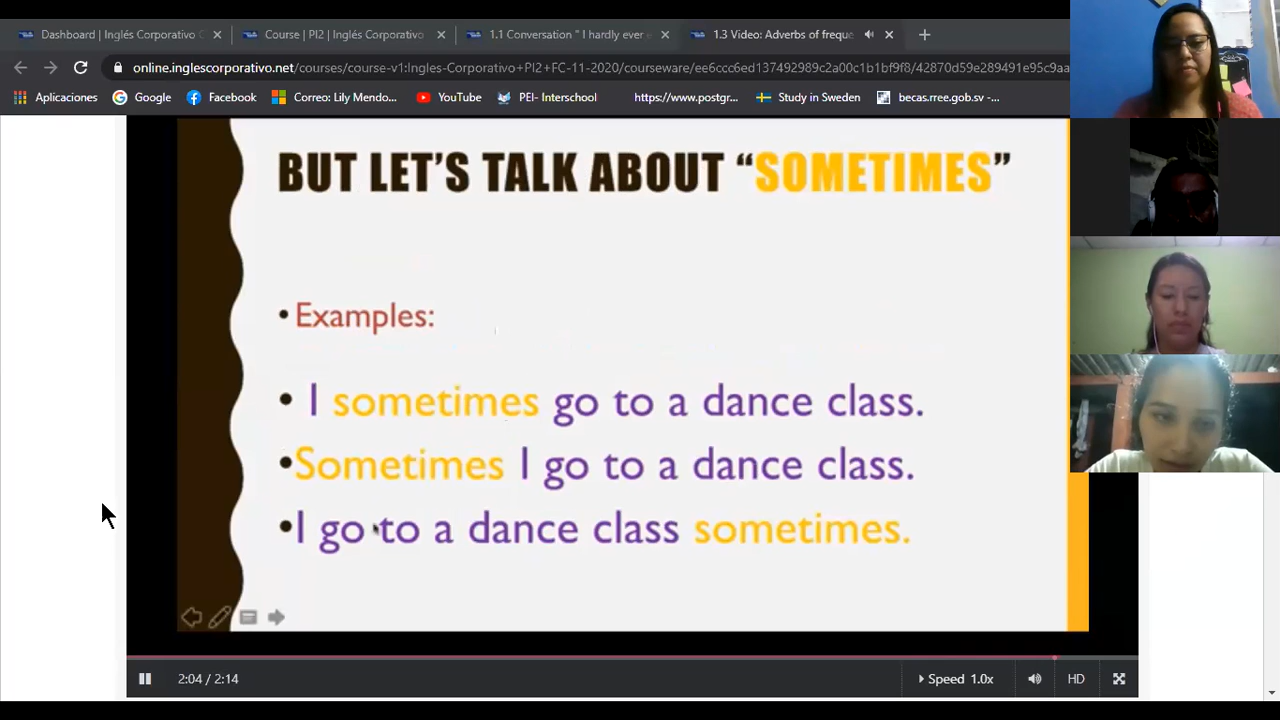 Dashboard | Inglés Corporativo
Course | PI2 | Inglés Corporativo
1.1 Conversation " I hardly ever
1.3 Video: Adverbs of freque
online.inglescorporativo.net/courses/course-v1:Ingles-Corporativo+PI2+FC-11-2020/courseware/ee6ccc6ed137492989c2a00c1b1bf9f8/42870d59e289491e95c9aa
Aplicaciones
Google
Facebook
Correo: Lily Mendo...
YouTube
PEI- Interschool
https://www.postgr...
Study in Sweden
becas.rree.gob.sv -...
BUT LET'S TALK ABOUT “SOMETIMES”
• Examples:
• I sometimes go to a dance class.
•Sometimes I go to a dance class.
•I go to a dance class sometimes.
2:04 / 2:14
Speed 1.0x
HD